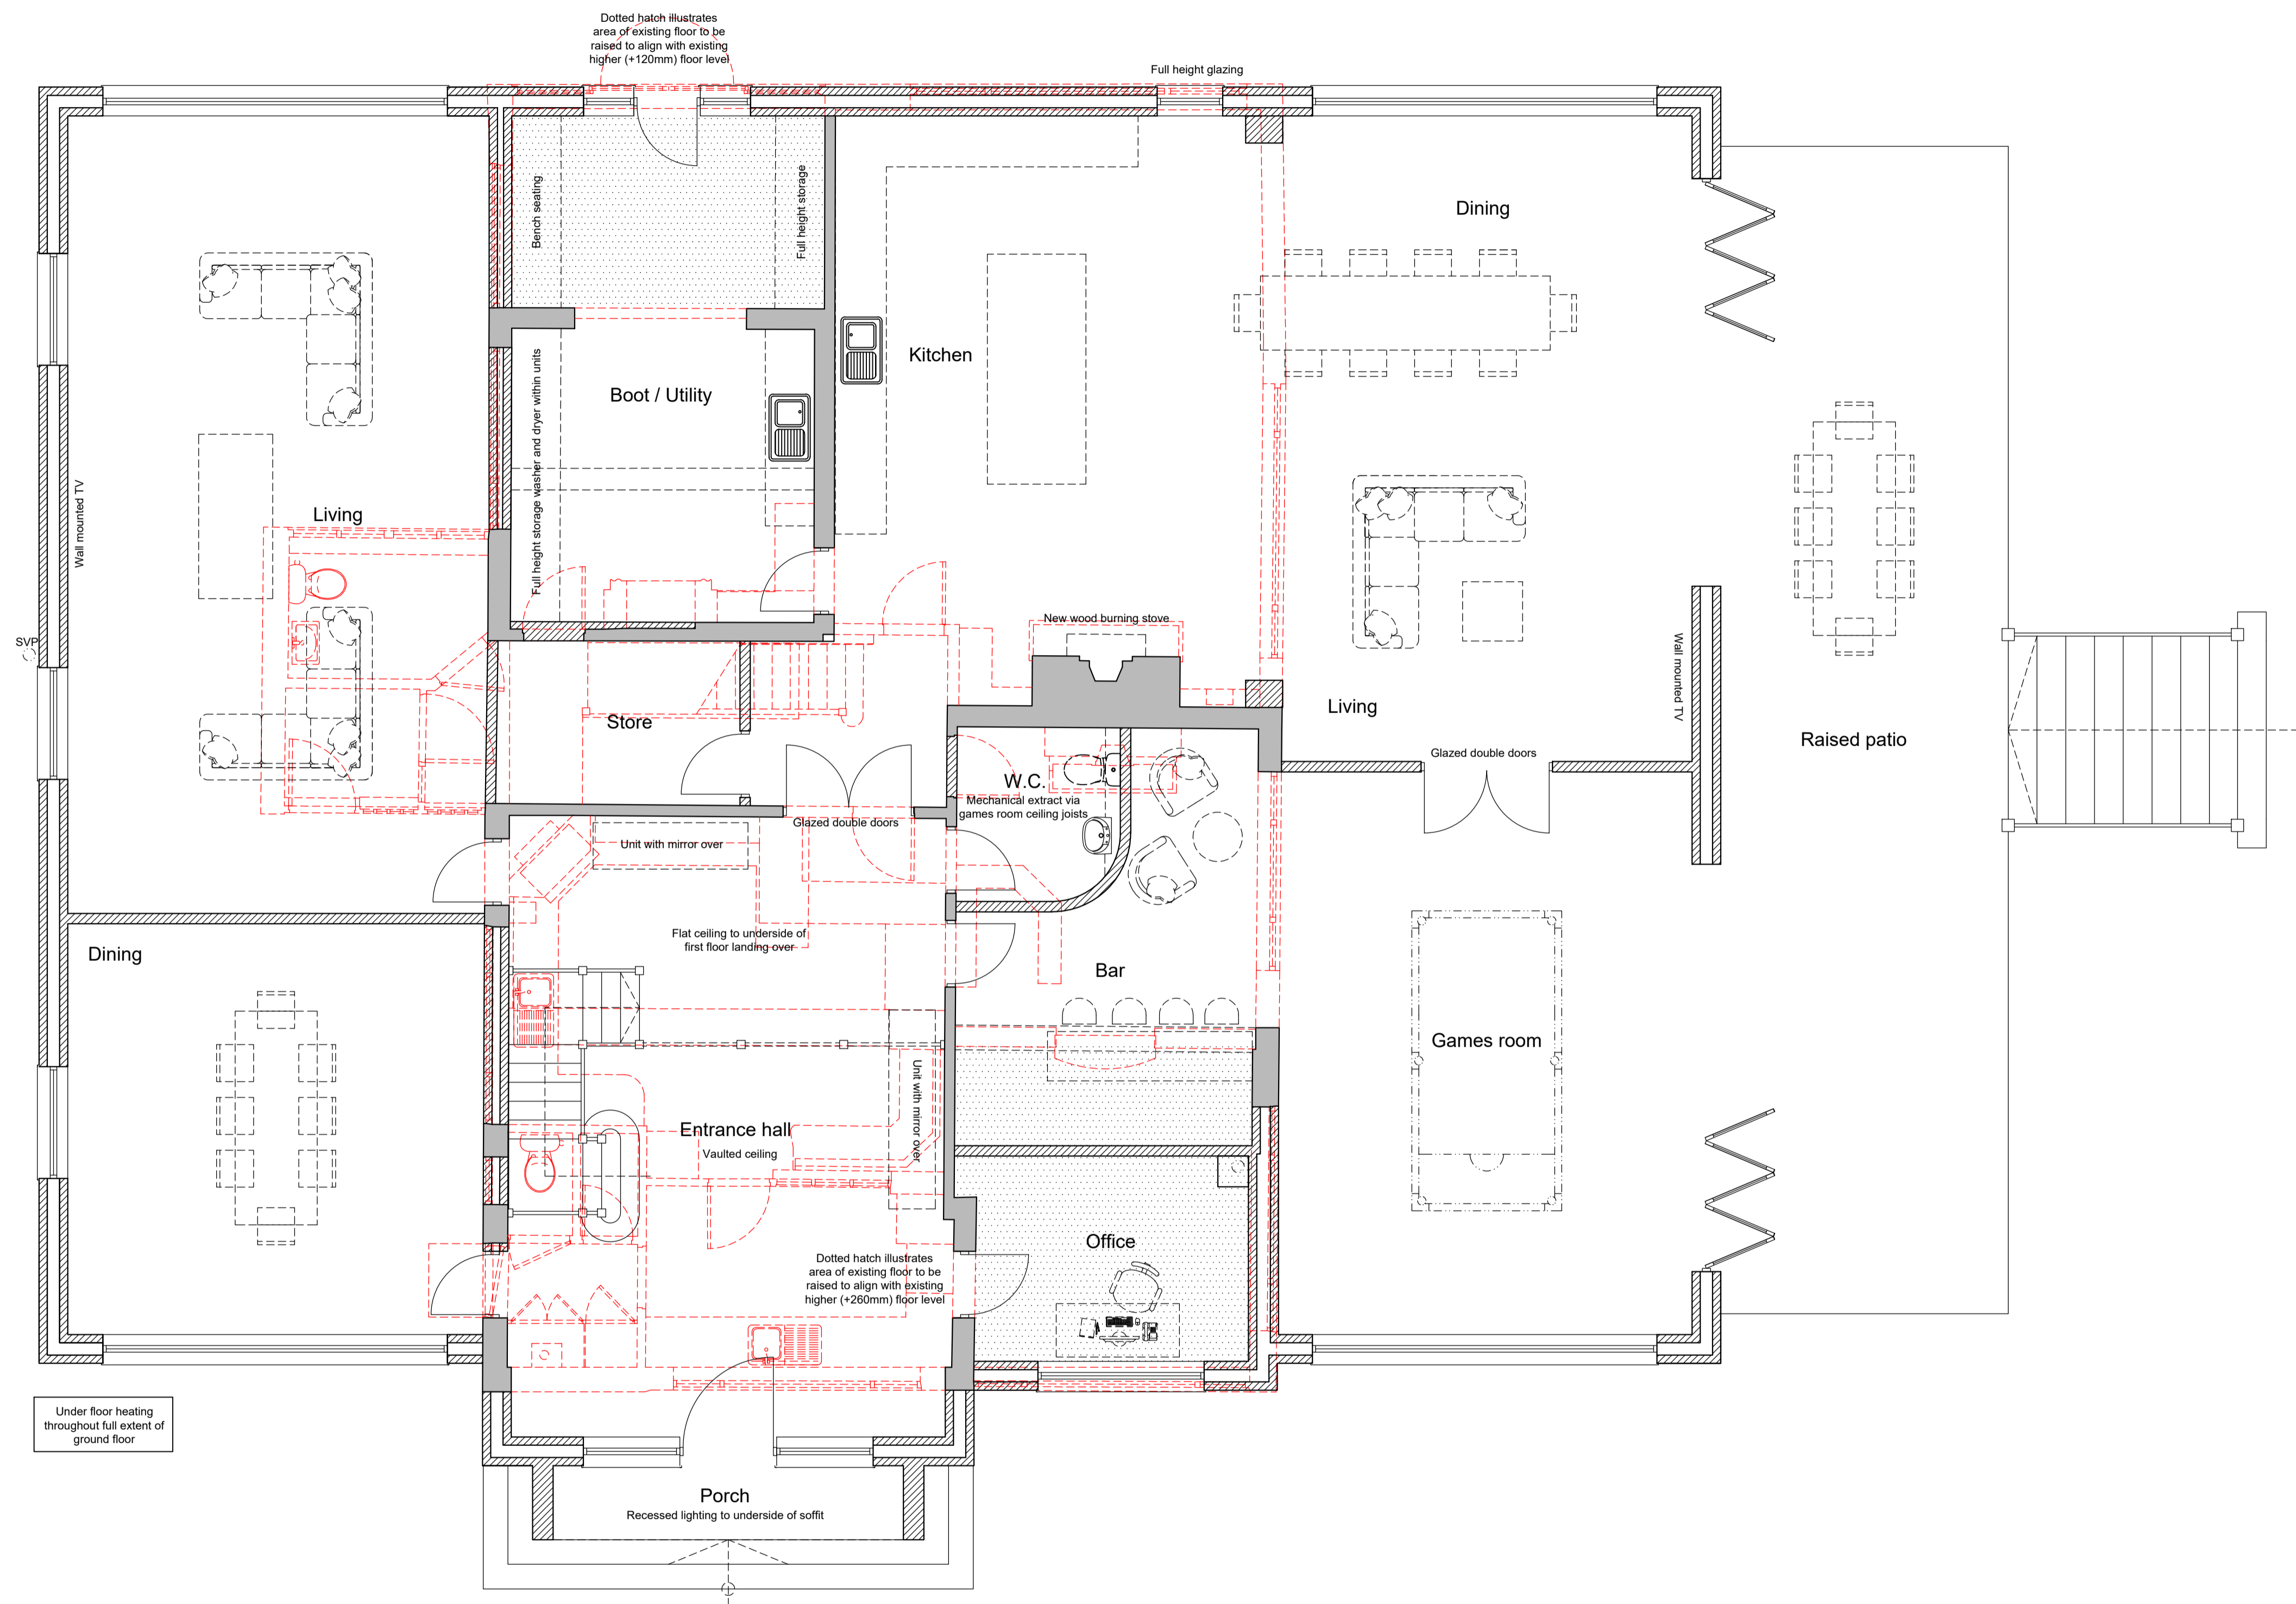 Dotted hatch illustrates
area of existing floor to be
raised to align with existing
higher (+120mm) floor level
Full height glazing
Bench seating
Full height storage
Dining
Kitchen
Boot / Utility
Full height storage washer and dryer within units
Wall mounted TV
Living
SVP
New wood burning stove
Wall mounted TV
Living
Store
Raised patio
Glazed double doors
W.C.
Mechanical extract via
games room ceiling joists
Glazed double doors
Unit with mirror over
Flat ceiling to underside of
first floor landing over
Dining
Bar
Games room
Unit with mirror over
Entrance hall
Vaulted ceiling
Office
Dotted hatch illustrates
area of existing floor to be
raised to align with existing
higher (+260mm) floor level
Under floor heating
throughout full extent of
ground floor
Porch
Recessed lighting to underside of soffit